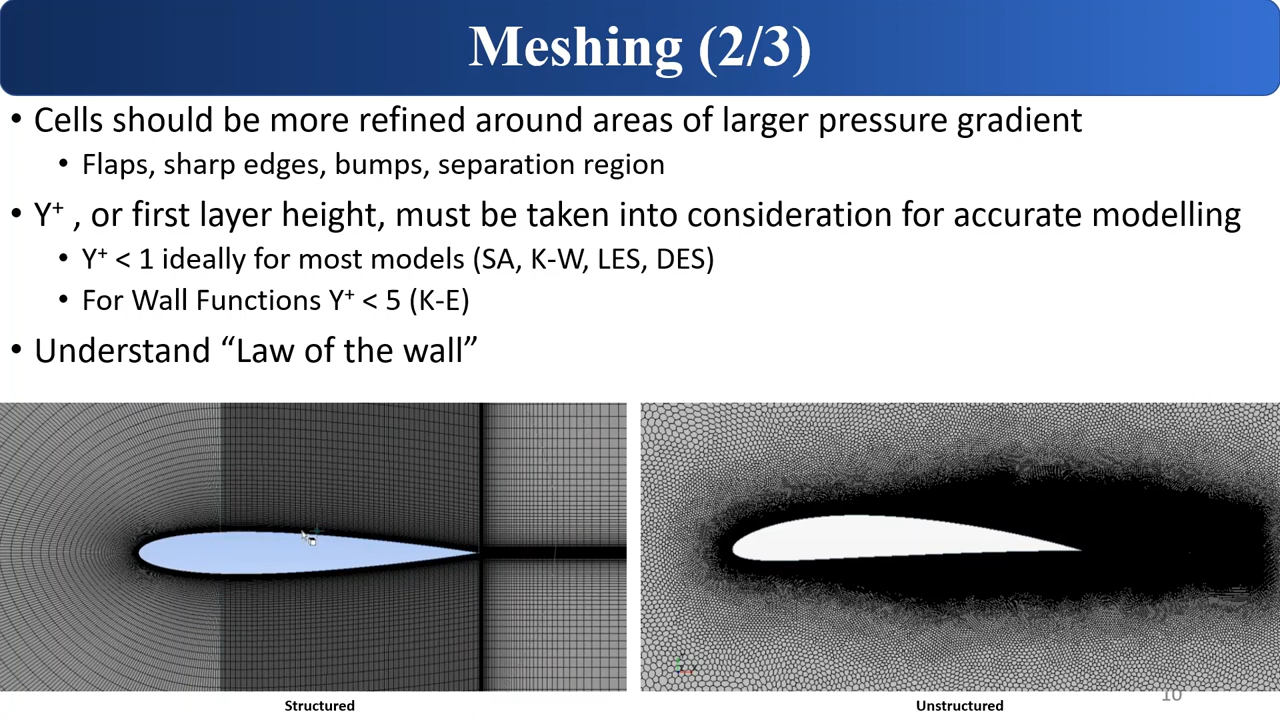 Meshing (2/3)
• Cells should be more refined around areas of larger pressure gradient
• Flaps, sharp edges, bumps, separation region
• Y⁺ , or first layer height, must be taken into consideration for accurate modelling
• Y⁺ < 1 ideally for most models (SA, K-W, LES, DES)
• For Wall Functions Y⁺ < 5 (K-E)
• Understand “Law of the wall”
Structured
Unstructured
10